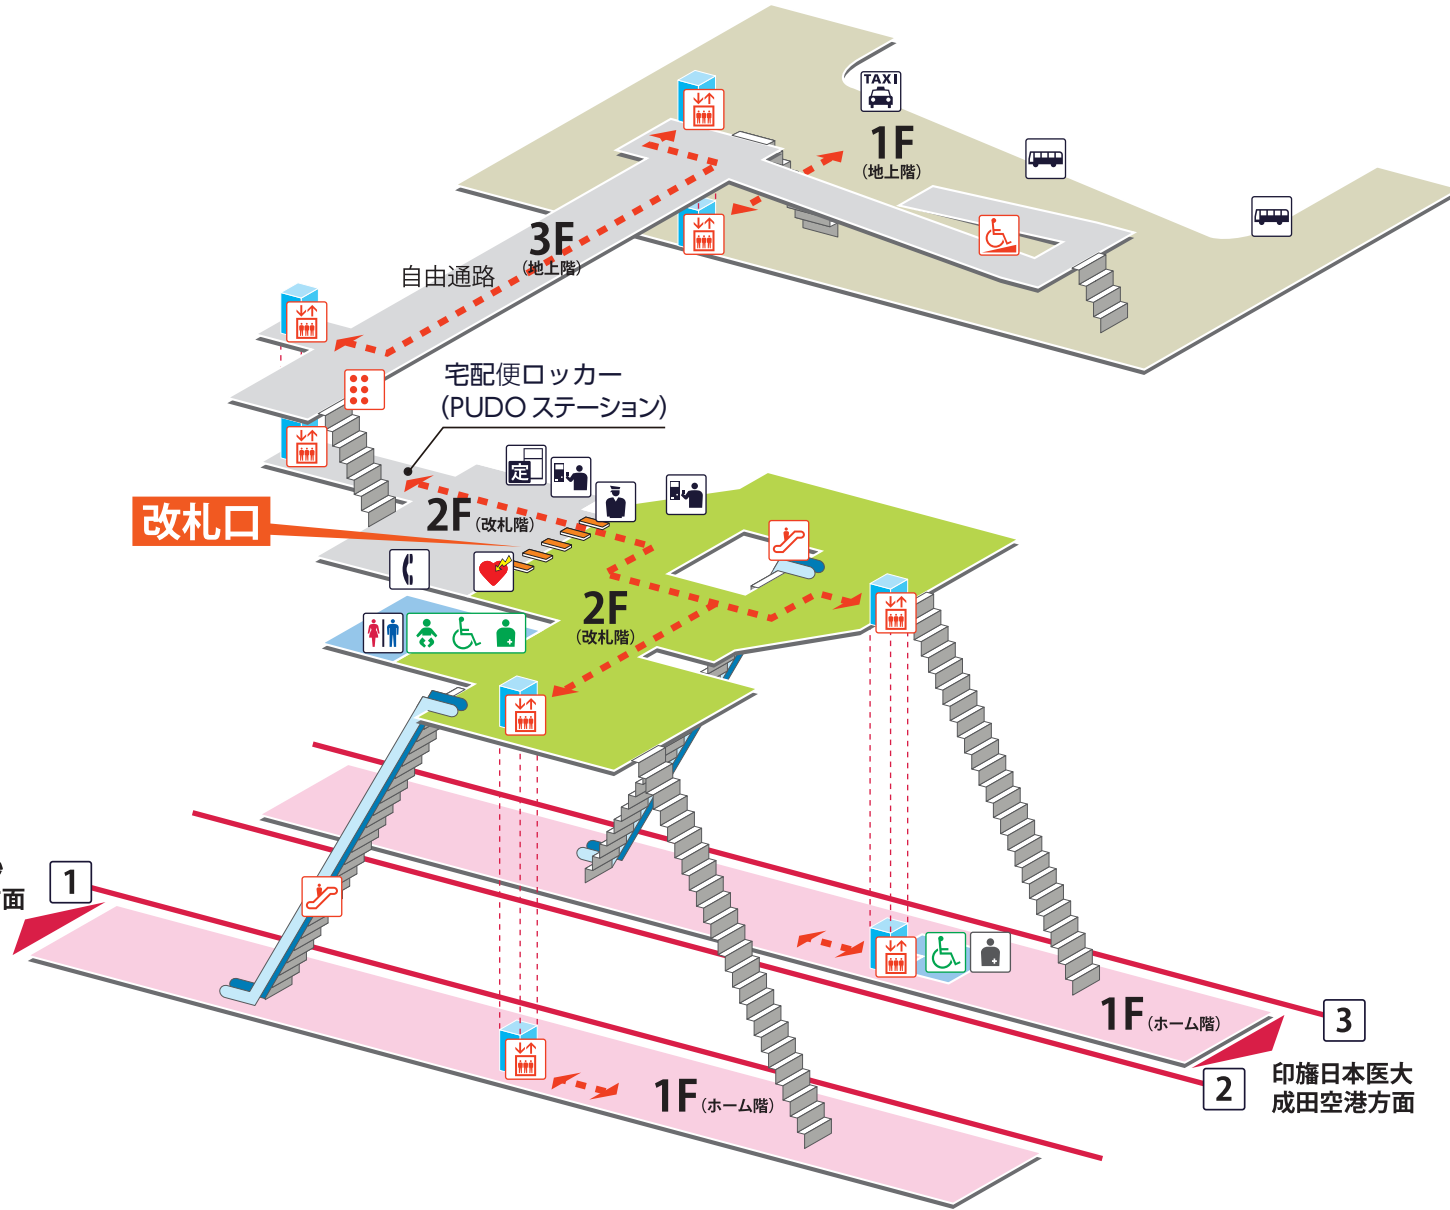 TAXI
1F
(地上階)
3F
(地上階)
自由通路
宅配便ロッカー
(PUDO ステーション)
定
改札口
2F (改札階)
2F
(改札階)
1
面
1F (ホーム階)
3
2
印旛日本医大
成田空港方面
1F (ホーム階)